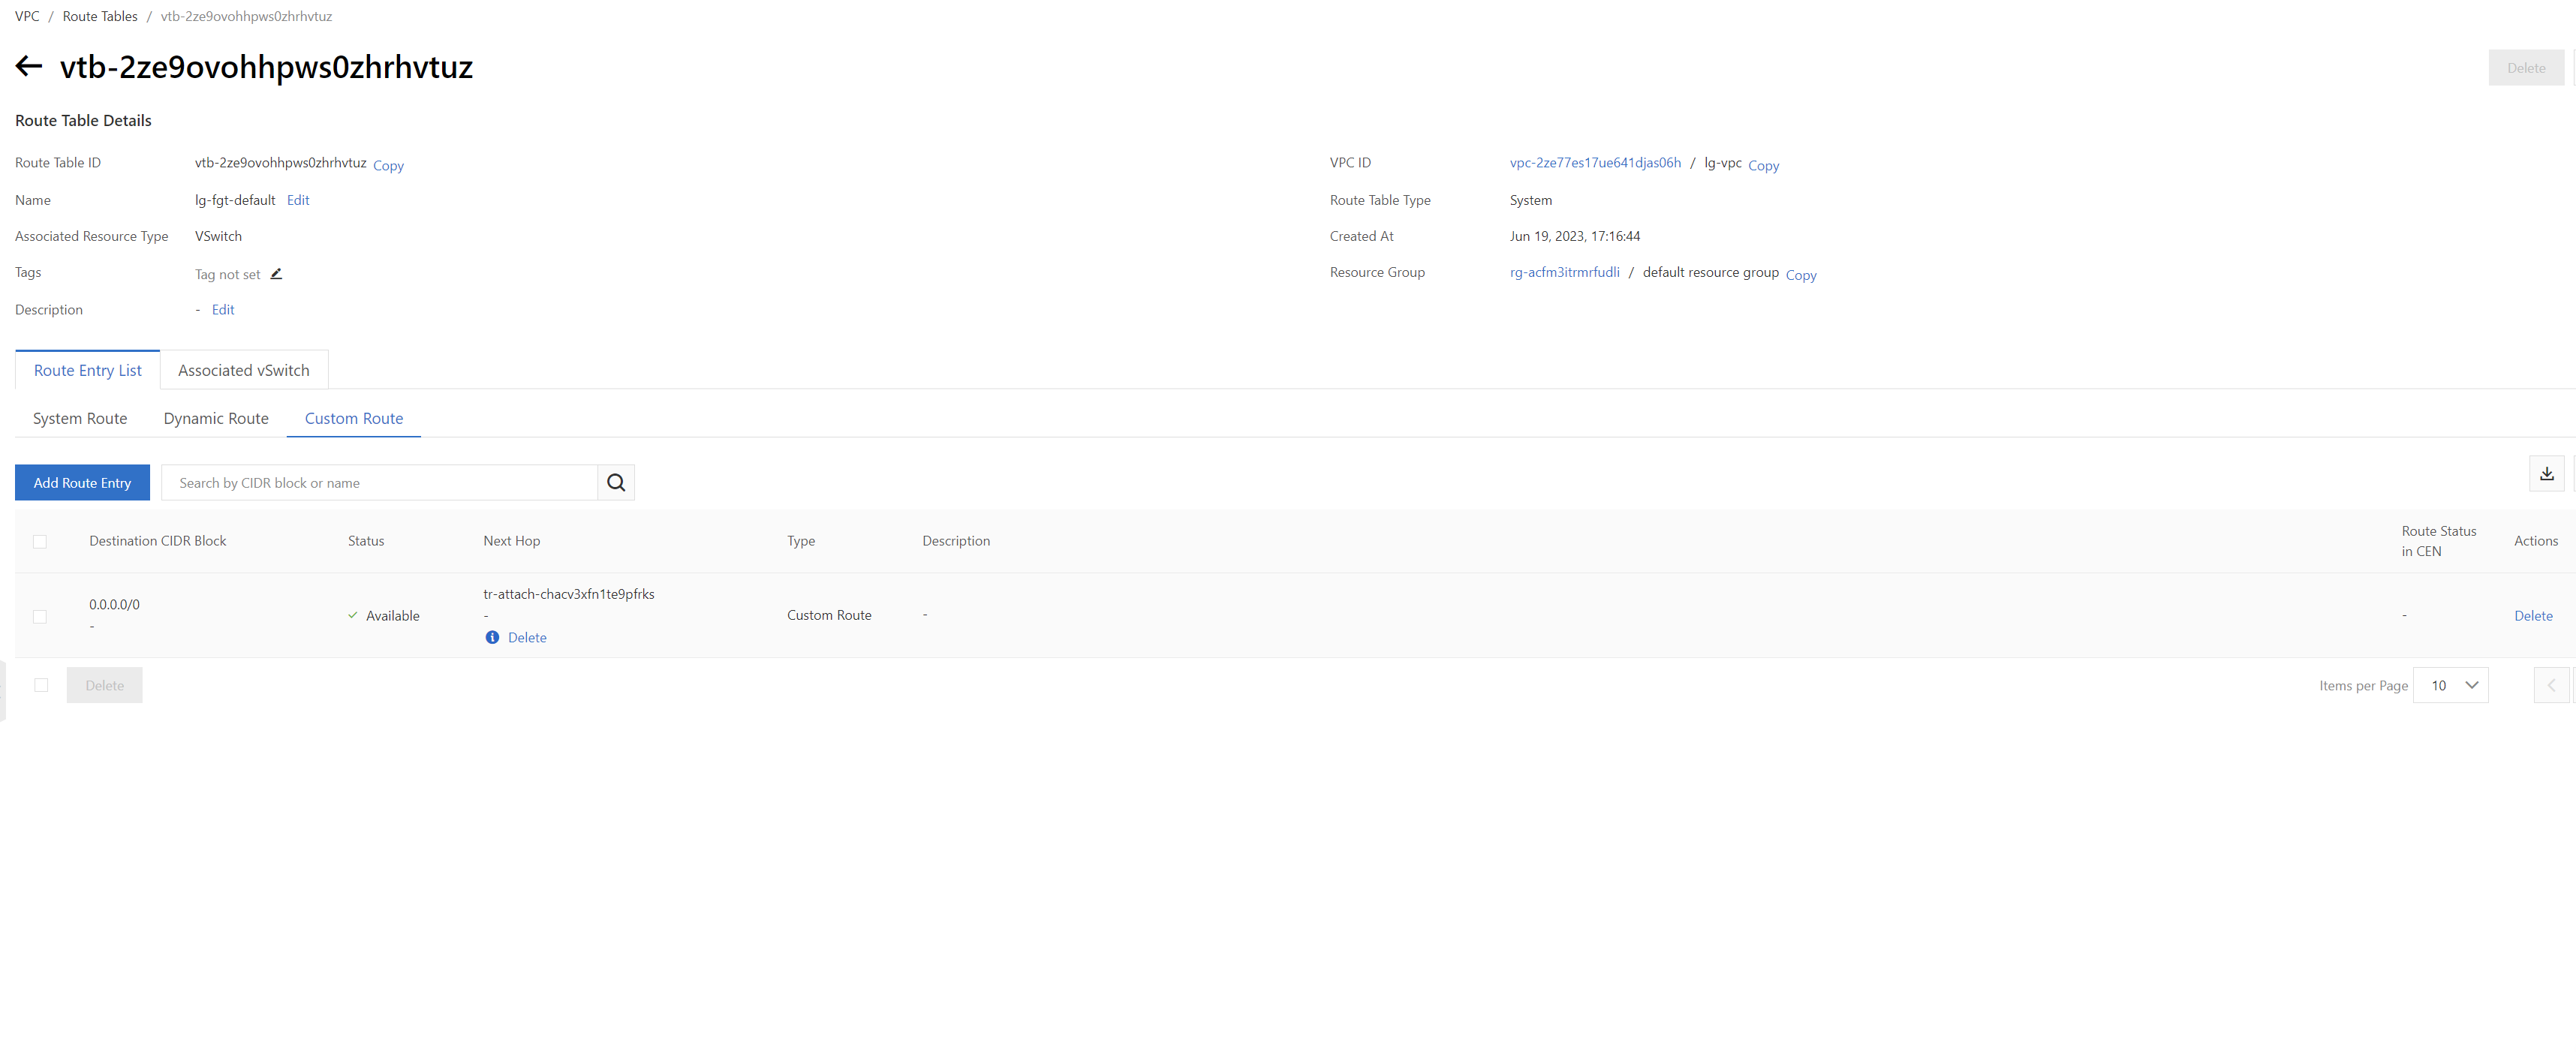 VPC / Route Tables / vtb-2ze9ovohhpws0zhrhvtuz
vtb-2ze9ovohhpws0zhrhvtuz
Delete
Route Table Details
Route Table ID vtb-2ze9ovohhpws0zhrhvtuz Copy
VPC ID vpc-2ze77es17ue641djas06h / lg-vpc Copy
Name lg-fgt-default Edit
Route Table Type System
Associated Resource Type VSwitch
Created At Jun 19, 2023, 17:16:44
Tags Tag not set
Resource Group rg-acfm3itrmrfudli / default resource group Copy
Description - Edit
Route Entry List Associated vSwitch
System Route Dynamic Route Custom Route
Add Route Entry Search by CIDR block or name
Destination CIDR Block Status Next Hop Type Description Route Status in CEN Actions
0.0.0.0/0
-
Available
tr-attach-chacv3xfn1te9pfrks
-
Delete
Custom Route
-
-
Delete
Delete
Items per Page 10